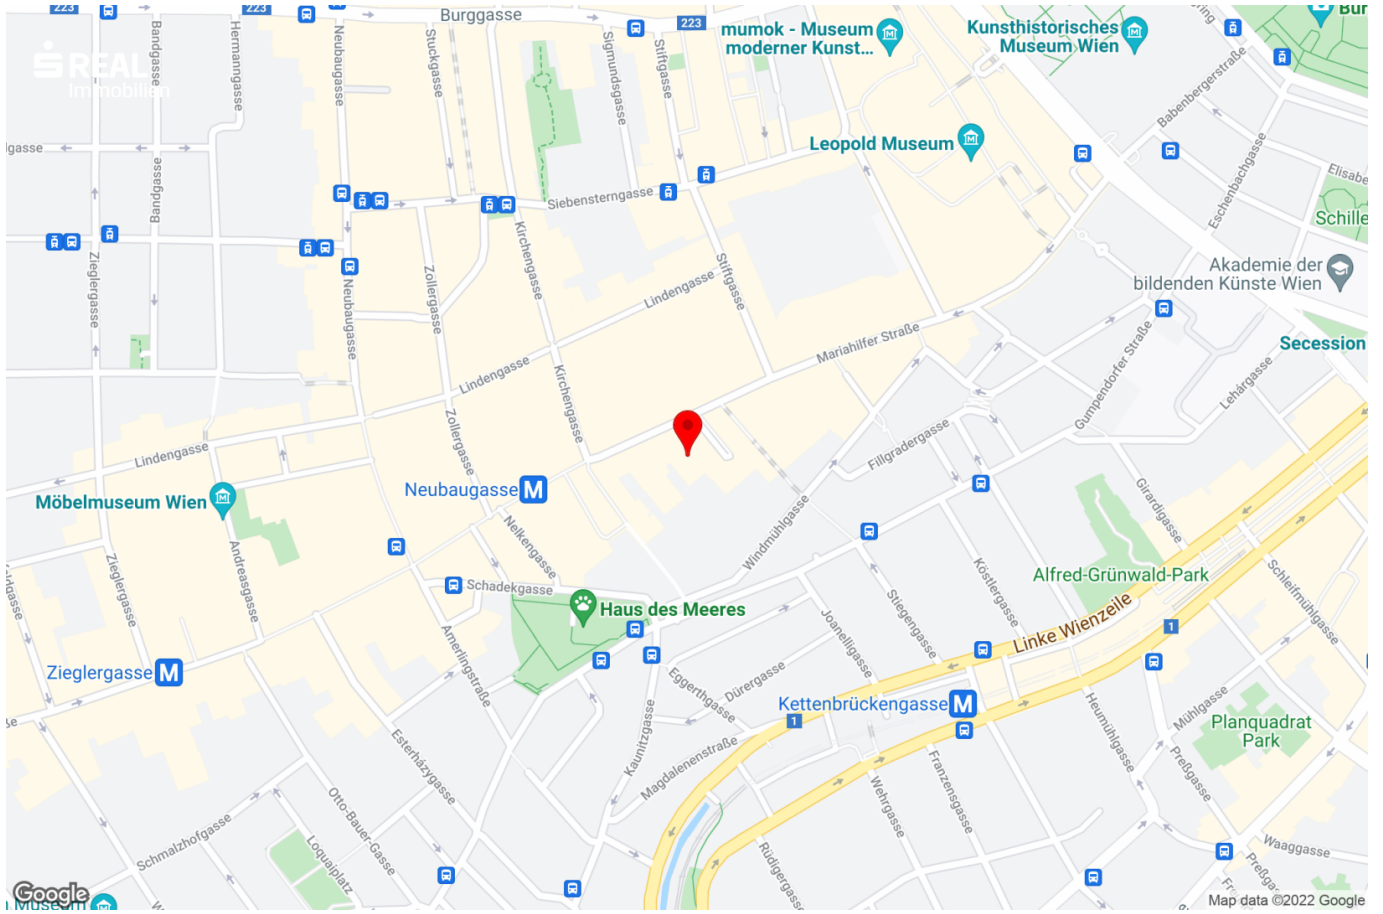 223
Burggasse
223
223
mumok - Museum
moderner Kunst...
Kunsthistorisches
Museum Wien
Bur
REAL
Immobilien
Bandgasse
Hermanngasse
Neubaugasse
Stuckgasse
Sigmundsgasse
Stiftgasse
Babenbergerstraße
Leopold Museum
Eschenbachgasse
Elisabe
Bandgasse
Siebensterngasse
Schille
Kirchengasse
Zieglergasse
Zollergasse
Neubaugasse
Stiftgasse
Lindengasse
Akademie der
bildenden Künste Wien
Mariahilfer Straße
Gumpendorfer Straße
Secession
Lindengasse
Kirchengasse
Lehárgasse
Zollergasse
Lindengasse
Fillgradergasse
Neubaugasse
M
Möbelmuseum Wien
Girardigasse
Windmühlgasse
Nelkengasse
Andreasgasse
Zieglergasse
Schadekgasse
Köstlergasse
Alfred-Grünwald-Park
Schleifmühlgasse
Haus des Meeres
Stiegengasse
Joanelligasse
Linke Wienzeile
1
Amerlingstraße
Zieglergasse
M
Eggerthgasse
Dürergasse
Kettenbrückengasse
M
1
Heumühlgasse
Mühlgasse
Planquadrat
Park
Kaunitzgasse
Esterházygasse
Magdalenenstraße
Franzensgasse
Preßgasse
Wehrgasse
Otto-Bauer-Gasse
Schmalzhofgasse
Loquaiplatz
Rüdigergasse
Waaggasse
Preßgasse
Google
Museum
Map data ©2022 Google